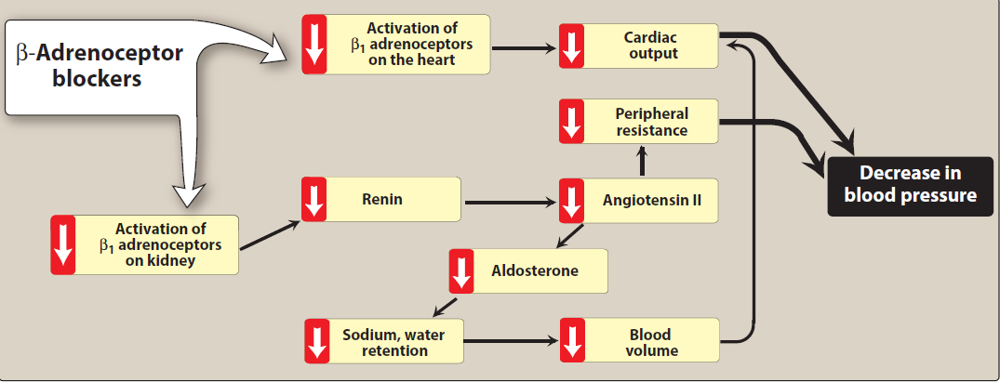 β-Adrenoceptor
blockers
Activation of
β₁ adrenoceptors
on the heart
Cardiac
output
Peripheral
resistance
Decrease in
blood pressure
Renin
Angiotensin II
Activation of
β₁ adrenoceptors
on kidney
Aldosterone
Sodium, water
retention
Blood
volume